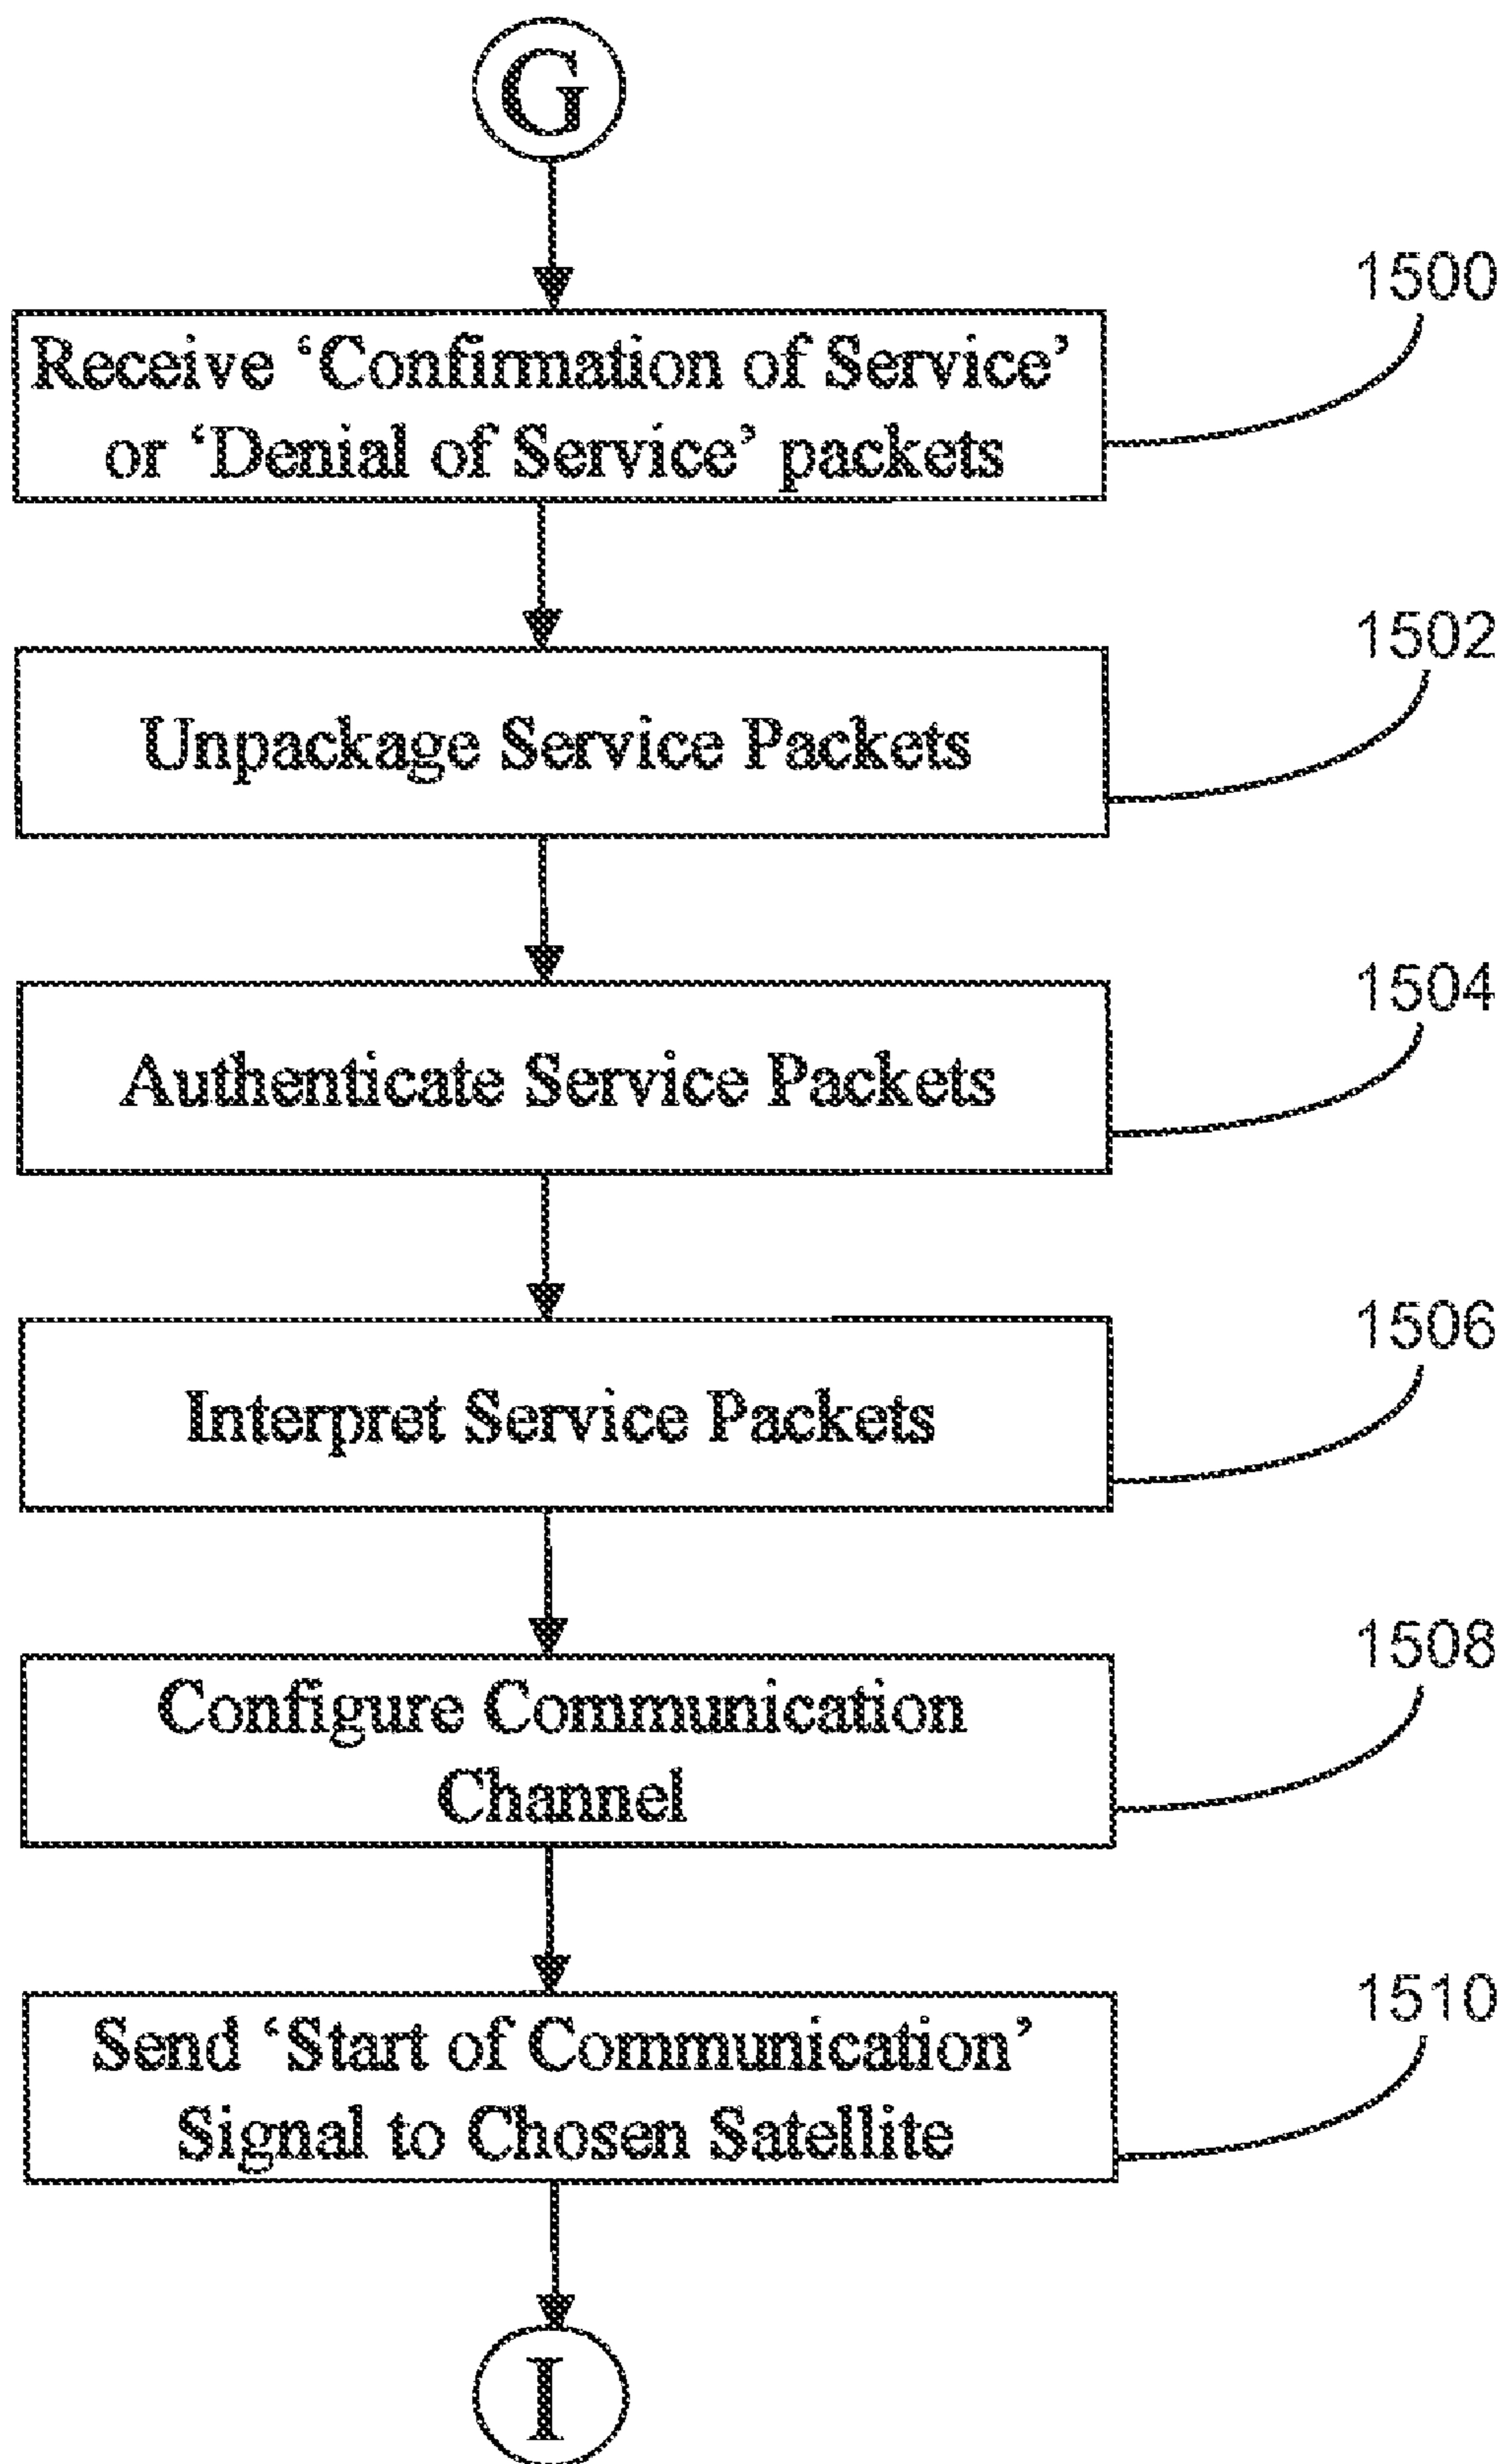 G
1500
Receive ‘Confirmation of Service’
or ‘Denial of Service’ packets
1502
Unpackage Service Packets
1504
Authenticate Service Packets
1506
Interpret Service Packets
1508
Configure Communication
Channel
1510
Send ‘Start of Communication’
Signal to Chosen Satellite
I